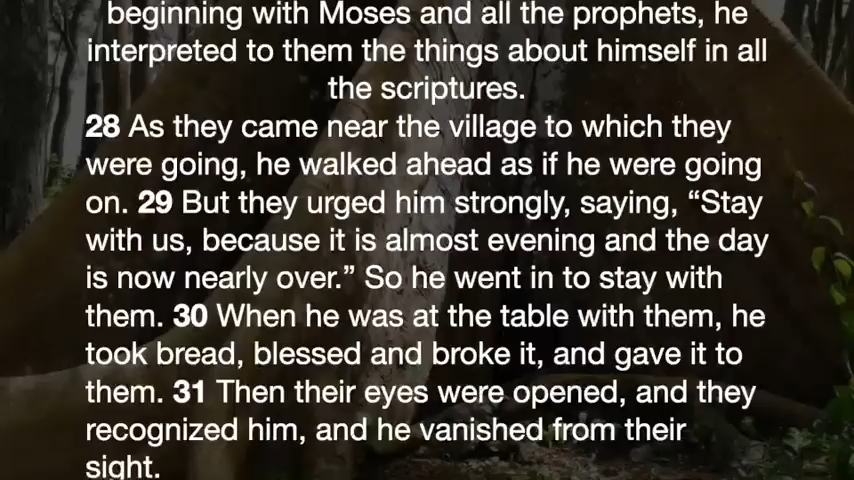 beginning with Moses and all the prophets, he
interpreted to them the things about himself in all
the scriptures.
28 As they came near the village to which they
were going, he walked ahead as if he were going
on. 29 But they urged him strongly, saying, “Stay
with us, because it is almost evening and the day
is now nearly over.” So he went in to stay with
them. 30 When he was at the table with them, he
took bread, blessed and broke it, and gave it to
them. 31 Then their eyes were opened, and they
recognized him, and he vanished from their
sight.